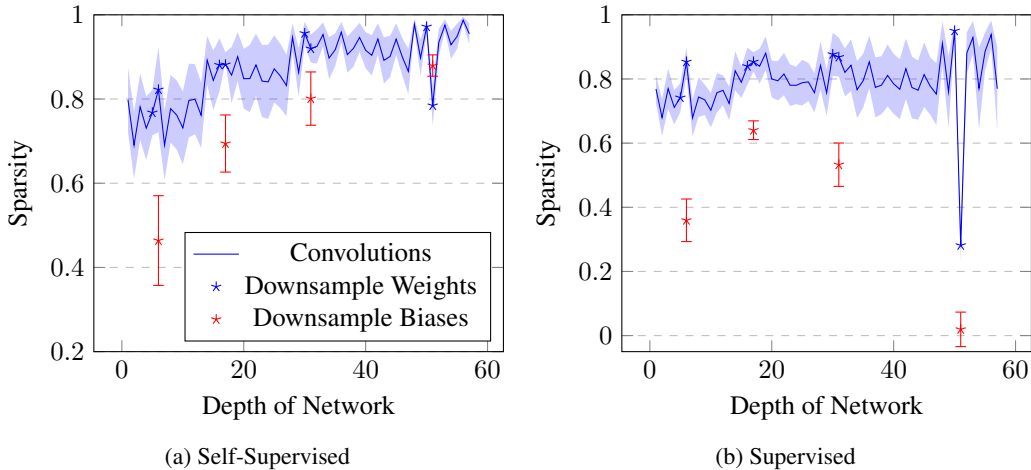 1
0.8
0.6
0.4
0.2
0
20
40
60
Sparsity
Depth of Network
Convolutions
Downsample Weights
Downsample Biases
(a) Self-Supervised
1
0.8
0.6
0.4
0.2
0
0
20
40
60
Sparsity
Depth of Network
(b) Supervised